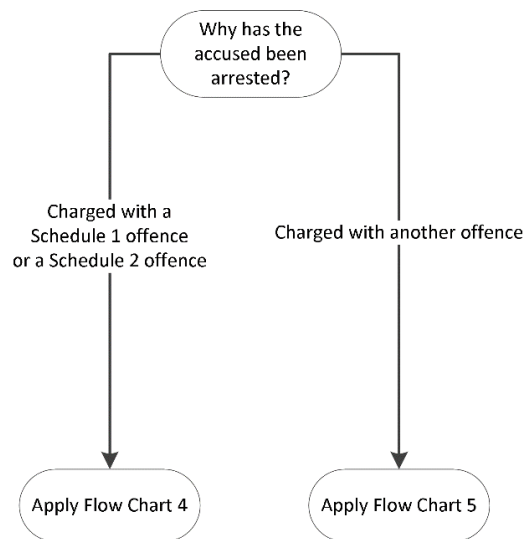 Why has the
accused been
arrested?
Charged with a
Schedule 1 offence
or a Schedule 2 offence
Charged with another offence
Apply Flow Chart 4
Apply Flow Chart 5